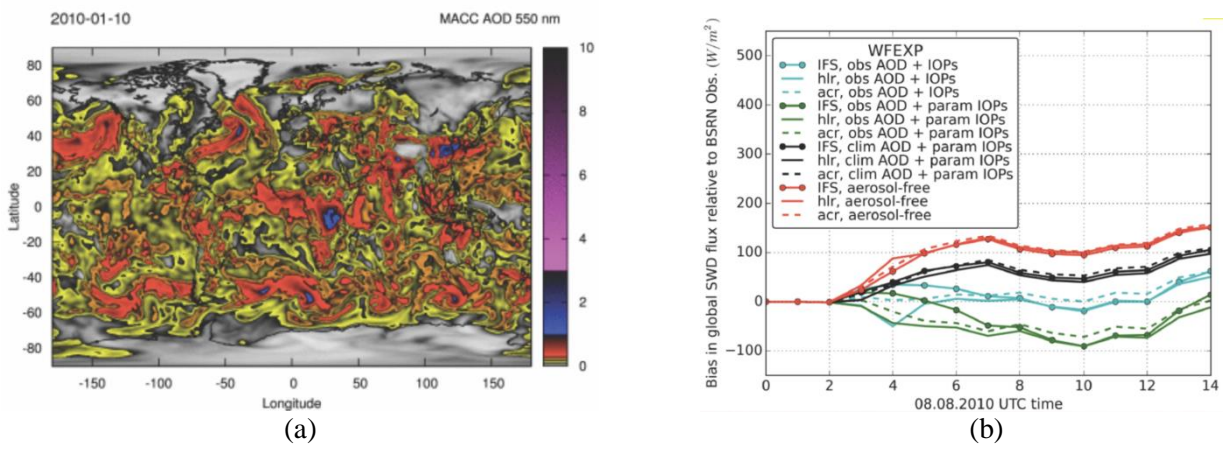 2010-01-10 MACC AOD 550 nm
80
60
40
20
0
-20
-40
-60
-80
Latitude
-150 -100 -50 0 50 100 150
Longitude
10
8
6
4
2
0
(a)
Bias in global SWD flux relative to BSRN Obs. (W/m²)
500
400
300
200
100
0
−100
WFEXP
IFS, obs AOD + IOPs
hlr, obs AOD + IOPs
acr, obs AOD + IOPs
IFS, obs AOD + param IOPs
hlr, obs AOD + param IOPs
acr, obs AOD + param IOPs
IFS, clim AOD + param IOPs
hlr, clim AOD + param IOPs
acr, clim AOD + param IOPs
IFS, aerosol-free
hlr, aerosol-free
acr, aerosol-free
0 2 4 6 8 10 12 14
08.08.2010 UTC time
(b)